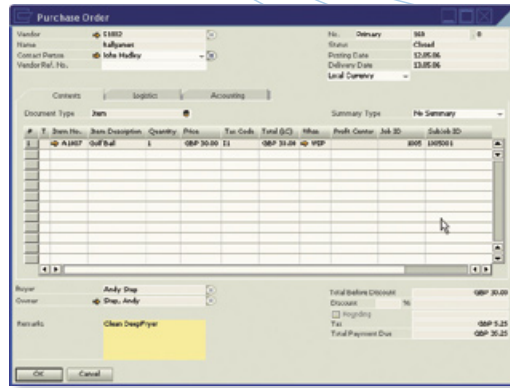 Purchase Order
Vendor S1002 No. Primary 360 0
Name Ballyames Status Closed
Contact Person John Hadley Posting Date 12.05.06
Vendor Ref. No. Delivery Date 13.05.06
Local Currency
Contents Logistics Accounting
Document Type Item Summary Type No Summary
# T. Item No. Item Description Quantity Price Tax Code Total (LC) Whse Profit Center Job ID SubJob ID
1 A1007 Golf Ball 1 GBP 30.00 I1 GBP 30.00 1005 1005001
Buyer Andy Dap Total Before Discount GBP 30.00
Owner Dap, Andy Discount %
Rounding
Remarks Clean DeepFryer Tax GBP 5.25
Total Payment Due GBP 35.25
OK Cancel